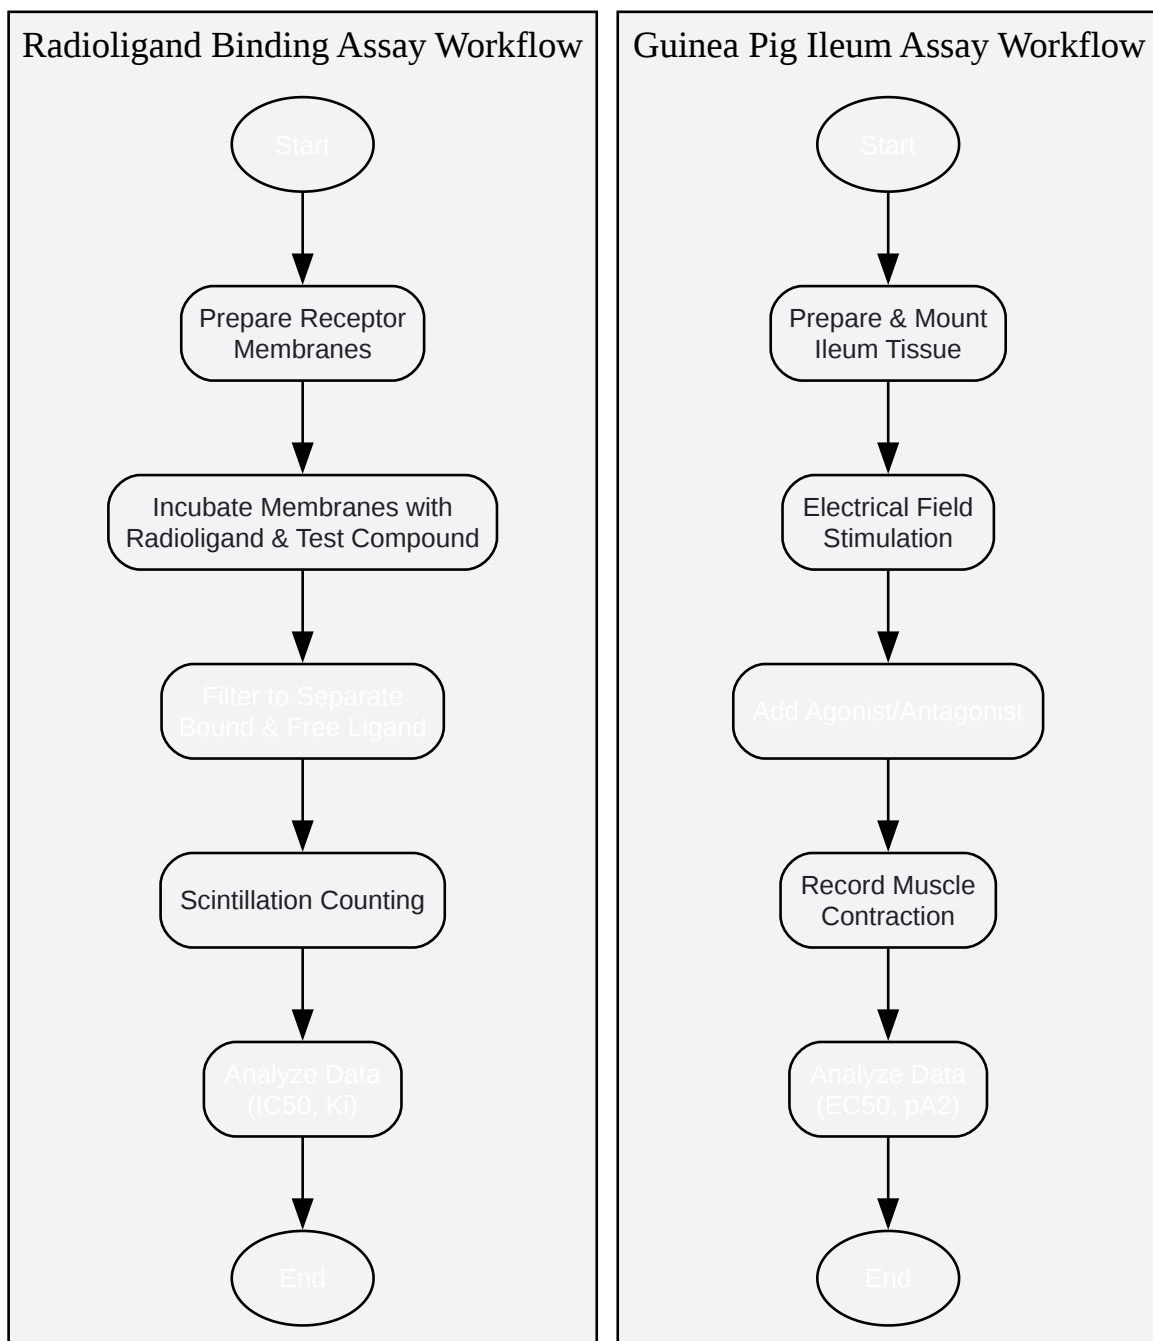 Radioligand Binding Assay Workflow
Start
Prepare Receptor
Membranes
Incubate Membranes with
Radioligand & Test Compound
Filter to Separate
Bound & Free Ligand
Scintillation Counting
Analyze Data
(IC50, Ki)
End
Guinea Pig Ileum Assay Workflow
Start
Prepare & Mount
Ileum Tissue
Electrical Field
Stimulation
Add Agonist/Antagonist
Record Muscle
Contraction
Analyze Data
(EC50, pA2)
End